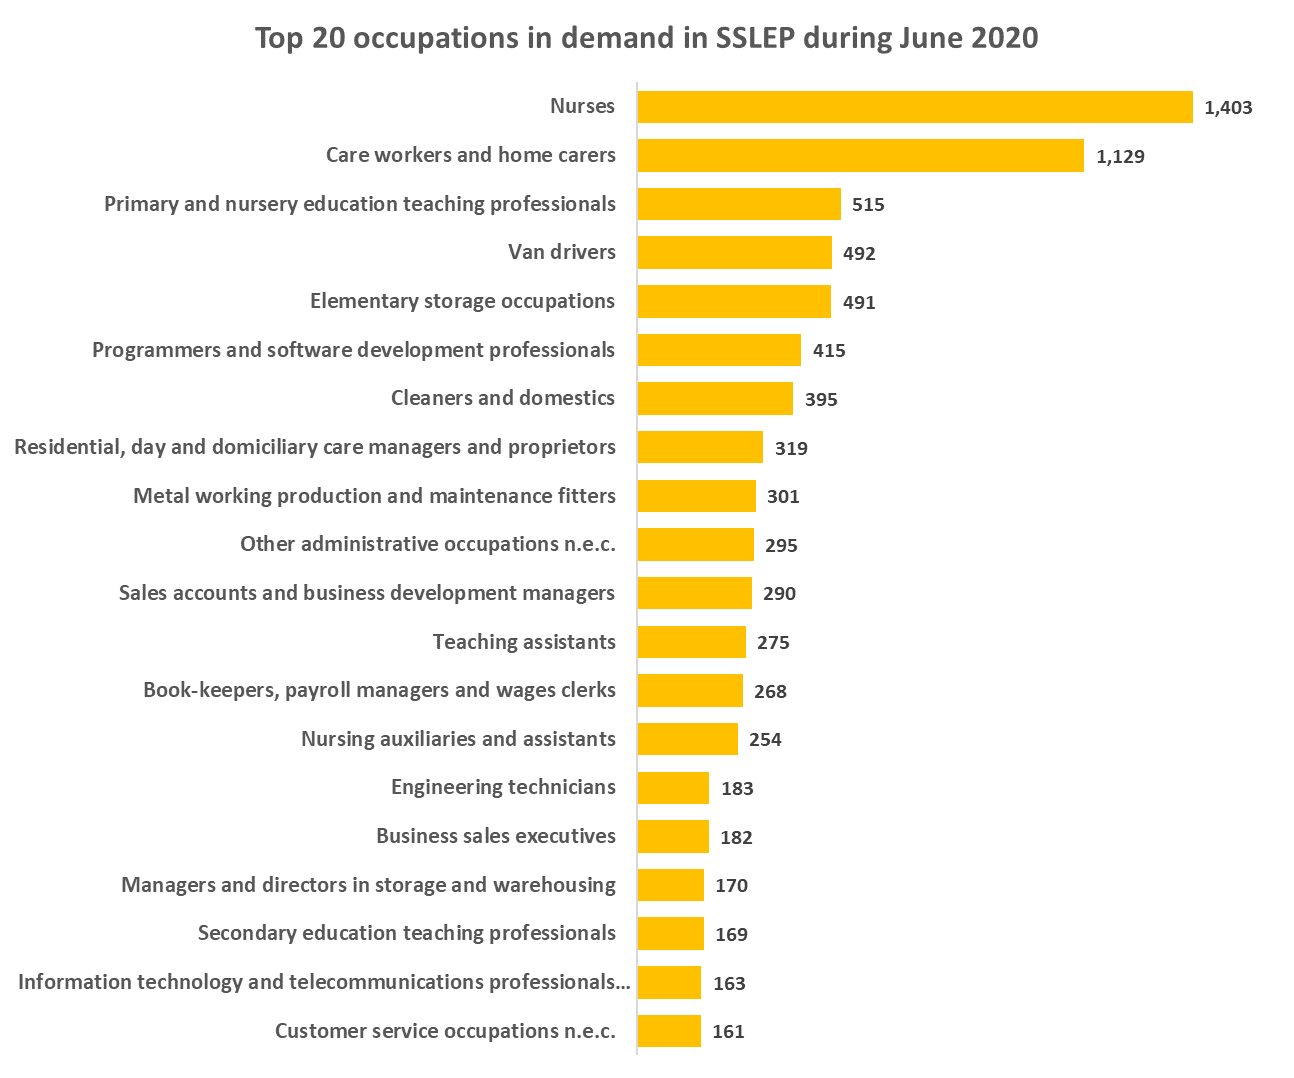 Top 20 occupations in demand in SSLEP during June 2020
Nurses 1,403
Care workers and home carers 1,129
Primary and nursery education teaching professionals 515
Van drivers 492
Elementary storage occupations 491
Programmers and software development professionals 415
Cleaners and domestics 395
Residential, day and domiciliary care managers and proprietors 319
Metal working production and maintenance fitters 301
Other administrative occupations n.e.c. 295
Sales accounts and business development managers 290
Teaching assistants 275
Book-keepers, payroll managers and wages clerks 268
Nursing auxiliaries and assistants 254
Engineering technicians 183
Business sales executives 182
Managers and directors in storage and warehousing 170
Secondary education teaching professionals 169
Information technology and telecommunications professionals… 163
Customer service occupations n.e.c. 161